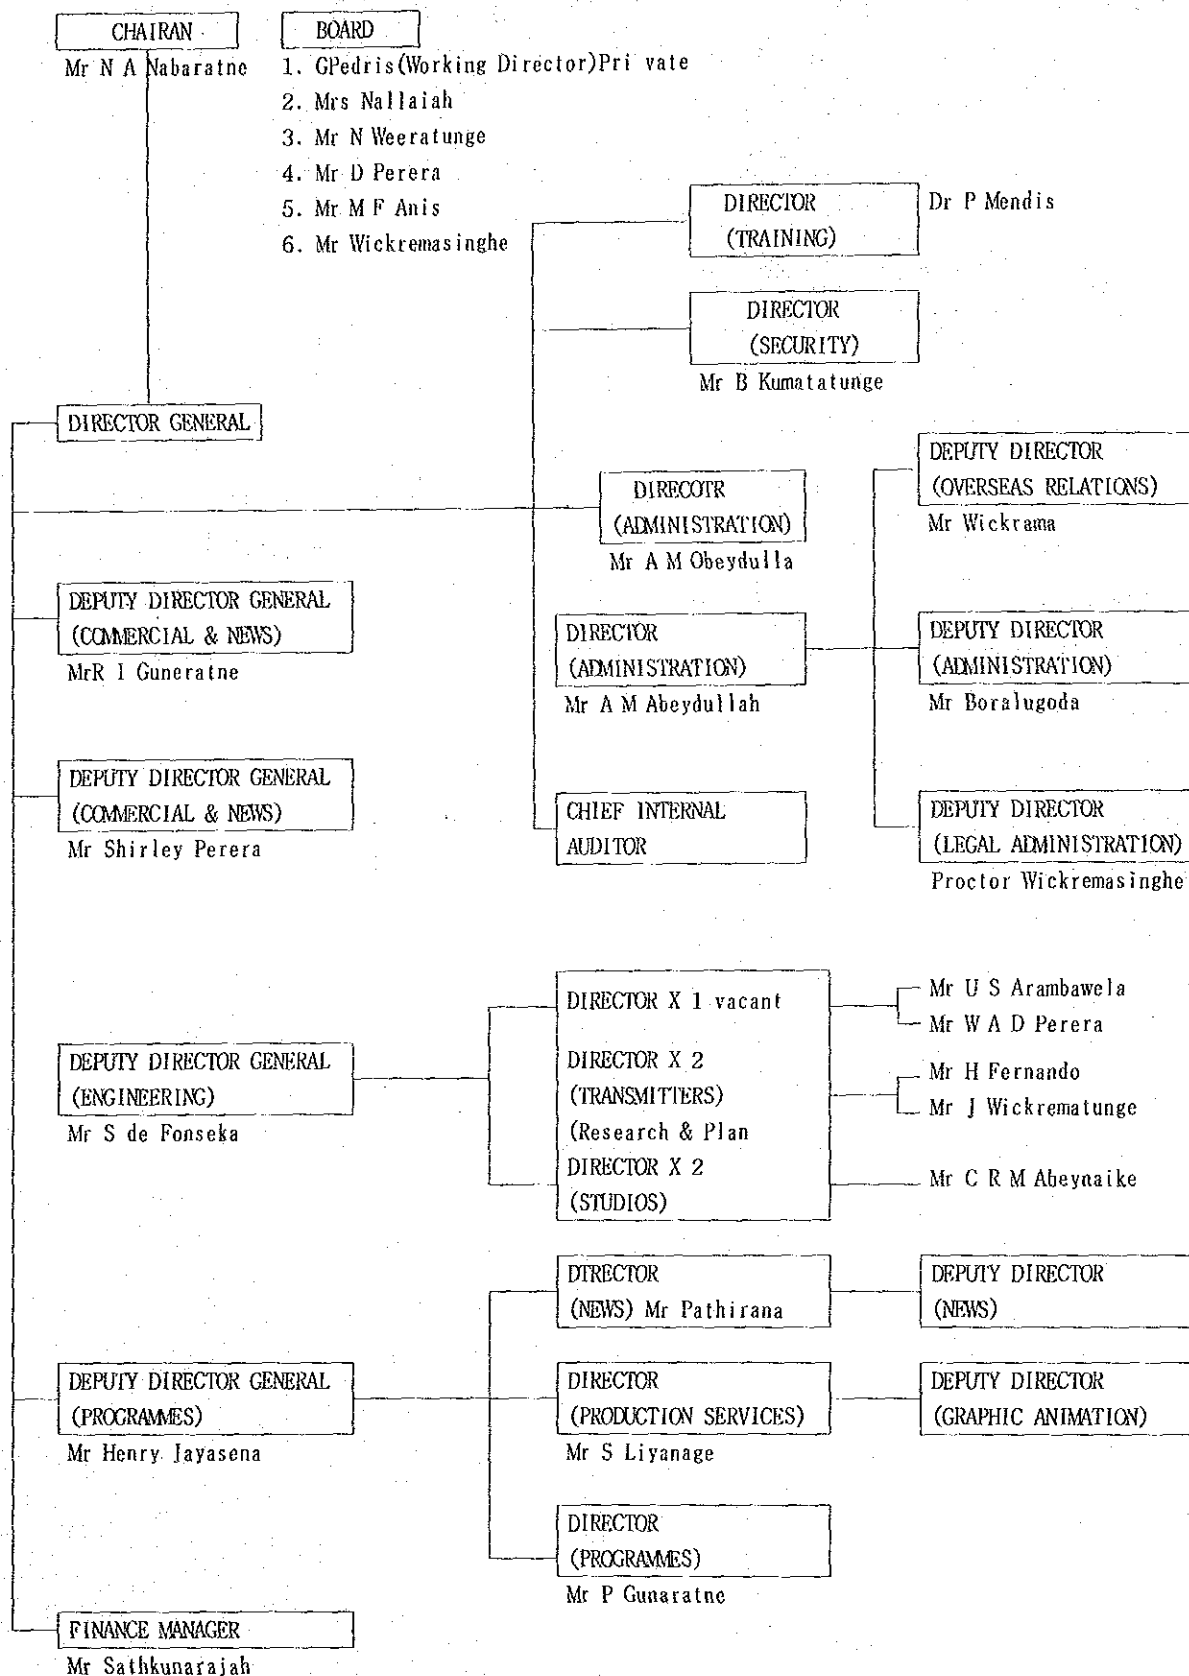 CHAIRAN
Mr N A Nabaratne
BOARD
1. GPedris(Working Director)Pri vate
2. Mrs Nallaiah
3. Mr N Weeratunge
4. Mr D Perera
5. Mr M F Anis
6. Mr Wickremasinghe
DIRECTOR
(TRAINING)
Dr P Mendis
DIRECTOR
(SECURITY)
Mr B Kumatatunge
DIRECTOR GENERAL
DIRECOTR
(ADMINISTRATION)
Mr A M Obeydulla
DEPUTY DIRECTOR
(OVERSEAS RELATIONS)
Mr Wickrama
DEPUTY DIRECTOR GENERAL
(COMMERCIAL & NEWS)
MrR I Guneratne
DIRECTOR
(ADMINISTRATION)
Mr A M Abeydullah
DEPUTY DIRECTOR
(ADMINISTRATION)
Mr Boralugoda
DEPUTY DIRECTOR GENERAL
(COMMERCIAL & NEWS)
Mr Shirley Perera
CHIEF INTERNAL
AUDITOR
DEPUTY DIRECTOR
(LEGAL ADMINISTRATION)
Proctor Wickremasinghe
DEPUTY DIRECTOR GENERAL
(ENGINEERING)
Mr S de Fonseka
DIRECTOR X 1 vacant
DIRECTOR X 2
(TRANSMITTERS)
(Research & Plan
DIRECTOR X 2
(STUDIOS)
Mr U S Arambawela
Mr W A D Perera
Mr H Fernando
Mr J Wickrematunge
Mr C R M Abeynaike
DTRECTOR
(NEWS) Mr Pathirana
DEPUTY DIRECTOR
(NEWS)
DEPUTY DIRECTOR GENERAL
(PROGRAMMES)
Mr Henry Jayasena
DIRECTOR
(PRODUCTION SERVICES)
Mr S Liyanage
DEPUTY DIRECTOR
(GRAPHIC ANIMATION)
DIRECTOR
(PROGRAMMES)
Mr P Gunaratne
FINANCE MANAGER
Mr Sathkunarajah